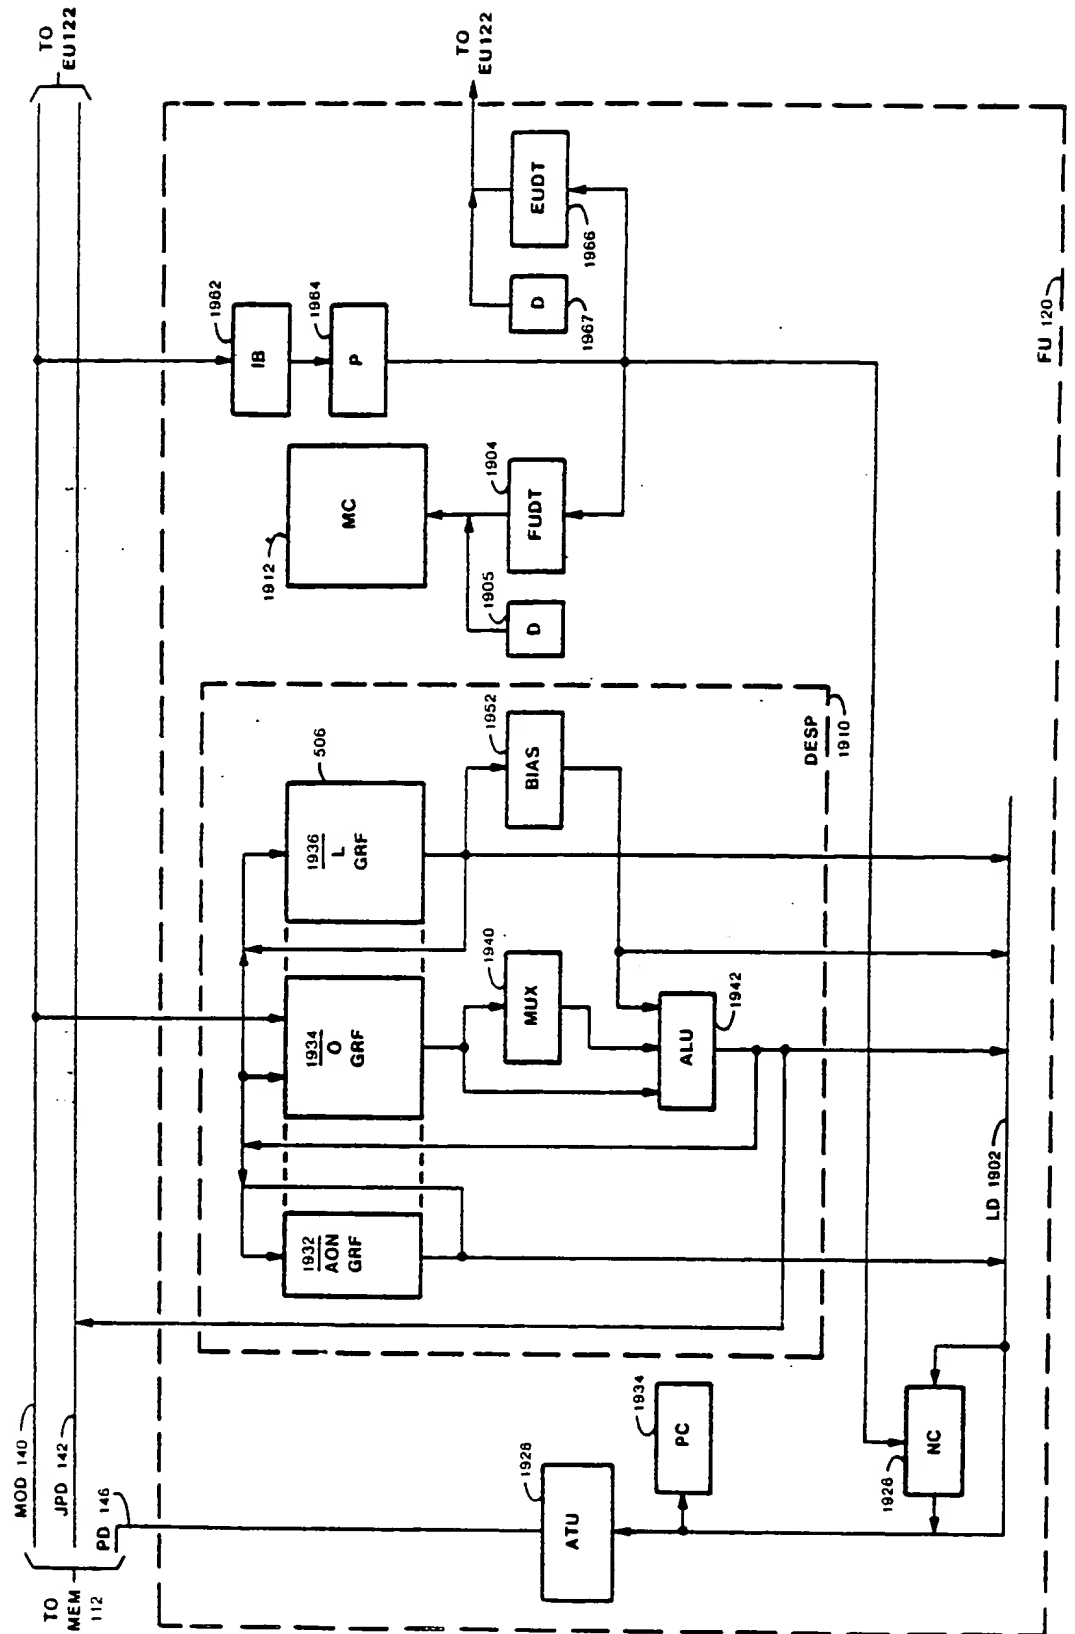 TO
MEM
112
MOD 140
JPD 142
PD 146
TO
EU122
TO
EU122
ATU
1928
PC
1934
NC
1926
LD 1902
1932
AON
GRF
1934
O
GRF
1936
L
GRF
506
MUX
1940
ALU
1942
BIAS
1952
DESP
1910
MC
1912
D
1905
FUDT
1904
IB
1962
P
1964
D
1967
EUDT
1966
FU 120